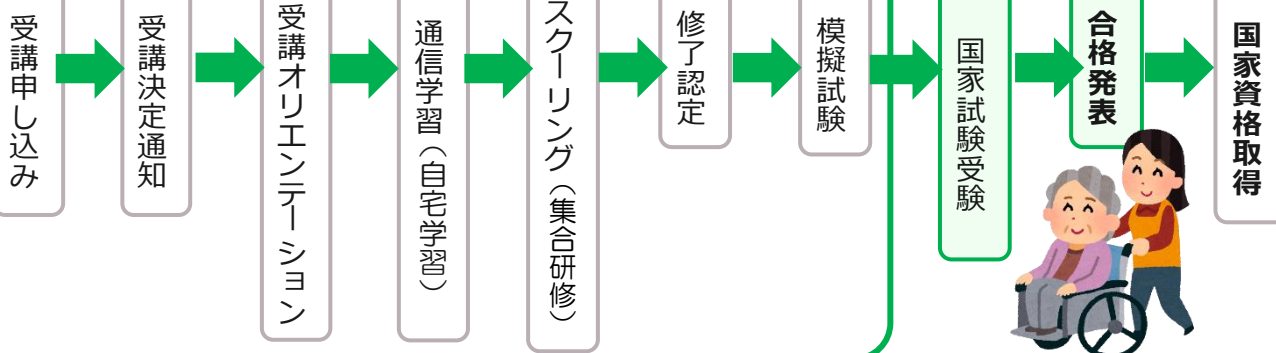 受講申し込み
受講決定通知
受講オリエンテーション
通信学習（自宅学習）
スクーリング（集合研修）
修了認定
模擬試験
国家試験受験
合格発表
国家資格取得